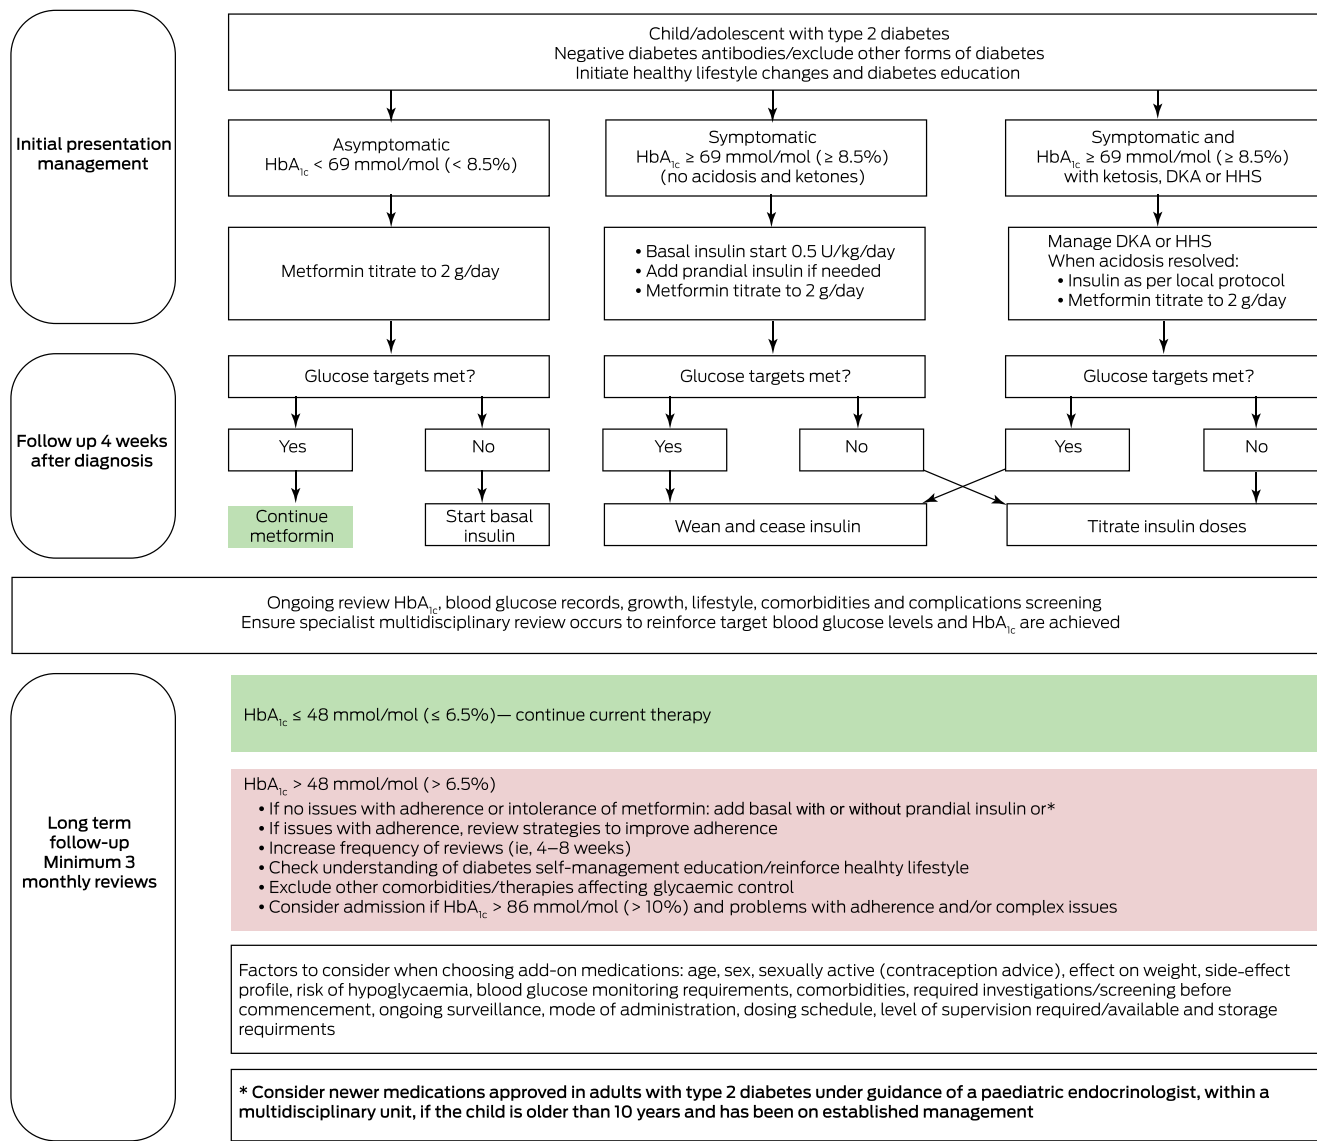 Child/adolescent with type 2 diabetes
Negative diabetes antibodies/exclude other forms of diabetes
Initiate healthy lifestyle changes and diabetes education
Initial presentation
management
Asymptomatic
HbA1c < 69 mmol/mol (< 8.5%)
Symptomatic
HbA1c ≥ 69 mmol/mol (≥ 8.5%)
(no acidosis and ketones)
Symptomatic and
HbA1c ≥ 69 mmol/mol (≥ 8.5%)
with ketosis, DKA or HHS
Metformin titrate to 2 g/day
• Basal insulin start 0.5 U/kg/day
• Add prandial insulin if needed
• Metformin titrate to 2 g/day
Manage DKA or HHS
When acidosis resolved:
• Insulin as per local protocol
• Metformin titrate to 2 g/day
Follow up 4 weeks
after diagnosis
Glucose targets met?
Glucose targets met?
Glucose targets met?
Yes
No
Yes
No
Yes
No
Continue
metformin
Start basal
insulin
Wean and cease insulin
Titrate insulin doses
Ongoing review HbA1c, blood glucose records, growth, lifestyle, comorbidities and complications screening
Ensure specialist multidisciplinary review occurs to reinforce target blood glucose levels and HbA1c are achieved
Long term
follow-up
Minimum 3
monthly reviews
HbA1c ≤ 48 mmol/mol (≤ 6.5%)— continue current therapy
HbA1c > 48 mmol/mol (> 6.5%)
• If no issues with adherence or intolerance of metformin: add basal with or without prandial insulin or*
• If issues with adherence, review strategies to improve adherence
• Increase frequency of reviews (ie, 4–8 weeks)
• Check understanding of diabetes self-management education/reinforce healhty lifestyle
• Exclude other comorbidities/therapies affecting glycaemic control
• Consider admission if HbA1c > 86 mmol/mol (> 10%) and problems with adherence and/or complex issues
Factors to consider when choosing add-on medications: age, sex, sexually active (contraception advice), effect on weight, side-effect
profile, risk of hypoglycaemia, blood glucose monitoring requirements, comorbidities, required investigations/screening before
commencement, ongoing surveillance, mode of administration, dosing schedule, level of supervision required/available and storage
requirments
* Consider newer medications approved in adults with type 2 diabetes under guidance of a paediatric endocrinologist, within a
multidisciplinary unit, if the child is older than 10 years and has been on established management